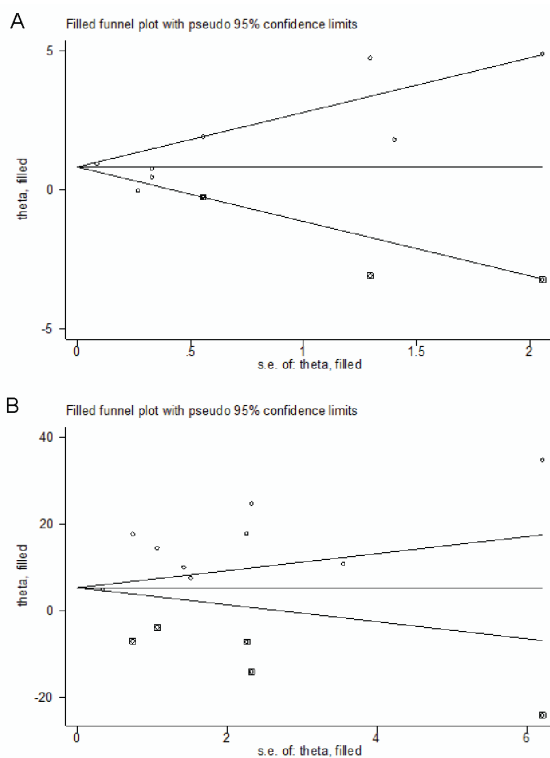 A
Filled funnel plot with pseudo 95% confidence limits
theta, filled
5
0
-5
0
.5
1
1.5
2
s.e. of: theta, filled
B
Filled funnel plot with pseudo 95% confidence limits
theta, filled
40
20
0
-20
0
2
4
6
s.e. of: theta, filled